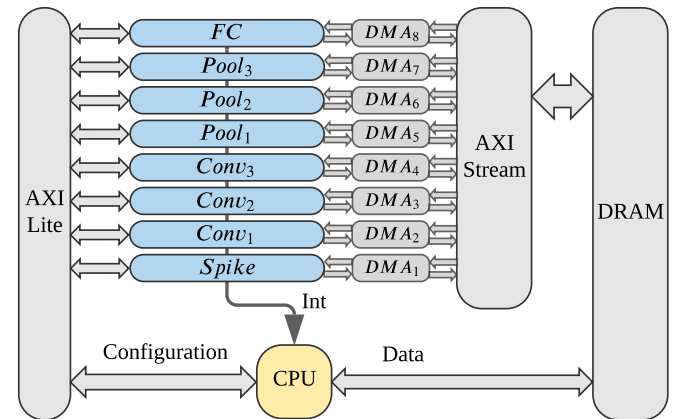 FC
DMA₈
Pool₃
DMA₇
Pool₂
DMA₆
Pool₁
DMA₅
Conv₃
DMA₄
Conv₂
DMA₃
Conv₁
DMA₂
Spike
DMA₁
AXI
Lite
AXI
Stream
DRAM
Int
Configuration
CPU
Data